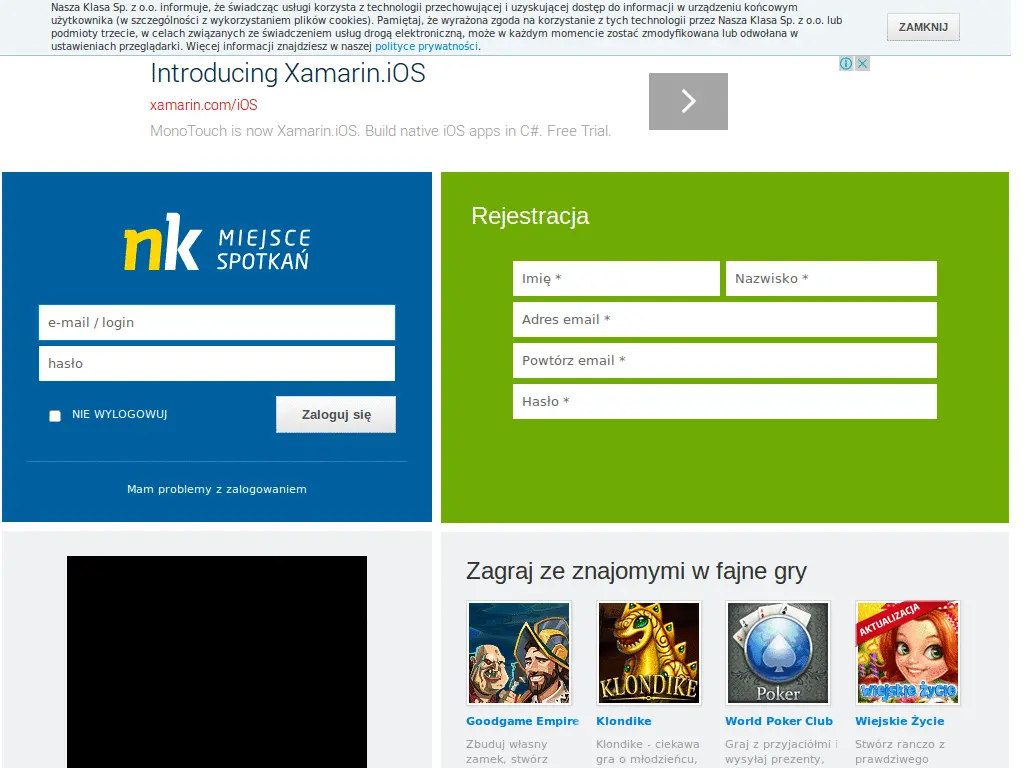 Nasza Klasa Sp. z o.o. informuje, że świadcząc usługi korzysta z technologii przechowującej i uzyskującej dostęp do informacji w urządzeniu końcowym
użytkownika (w szczególności z wykorzystaniem plików cookies). Pamiętaj, że wyrażona zgoda na korzystanie z tych technologii przez Nasza Klasa Sp. z o.o. lub
podmioty trzecie, w celach związanych ze świadczeniem usług drogą elektroniczną, może w każdym momencie zostać zmodyfikowana lub odwołana w
ustawieniach przeglądarki. Więcej informacji znajdziesz w naszej polityce prywatności.
ZAMKNIJ
Introducing Xamarin.iOS
xamarin.com/iOS
MonoTouch is now Xamarin.iOS. Build native iOS apps in C#. Free Trial.
nk MIEJSCE
SPOTKAŃ
e-mail / login
hasło
NIE WYLOGOWUJ
Zaloguj się
Mam problemy z zalogowaniem
Rejestracja
Imię *
Nazwisko *
Adres email *
Powtórz email *
Hasło *
Zagraj ze znajomymi w fajne gry
KLONDIKE
Poker
AKTUALIZACJA
Wiejskie Życie
Goodgame Empire
Klondike
World Poker Club
Wiejskie Życie
Zbuduj własny
zamek, stwórz
Klondike - ciekawa
gra o młodzieńcu,
Graj z przyjaciółmi i
wysyłaj prezenty,
Stwórz ranczo z
prawdziwego